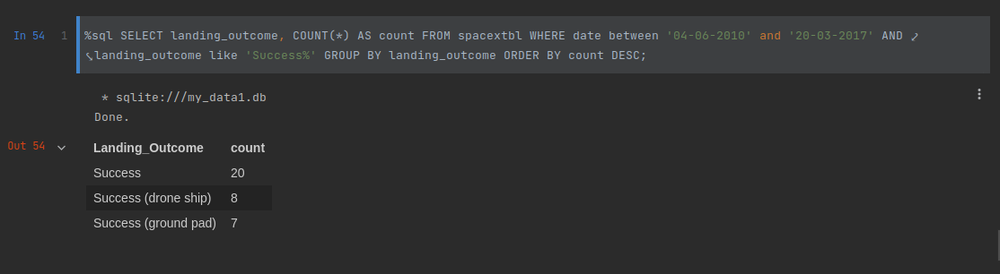 In 54 1 %sql SELECT landing_outcome, COUNT(*) AS count FROM spacextbl WHERE date between '04-06-2010' and '20-03-2017' AND ⤦
⤥landing_outcome like 'Success%' GROUP BY landing_outcome ORDER BY count DESC;
* sqlite:///my_data1.db
Done.
Out 54
Landing_Outcome count
Success 20
Success (drone ship) 8
Success (ground pad) 7